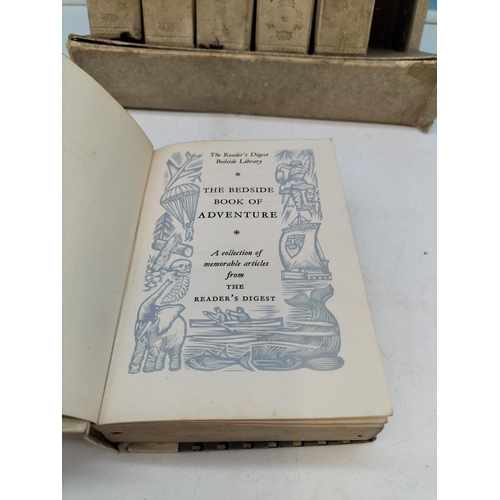 The Reader's Digest
Bedside Library
THE BEDSIDE
BOOK OF
ADVENTURE
A collection of
memorable articles
from
THE
READER'S DIGEST